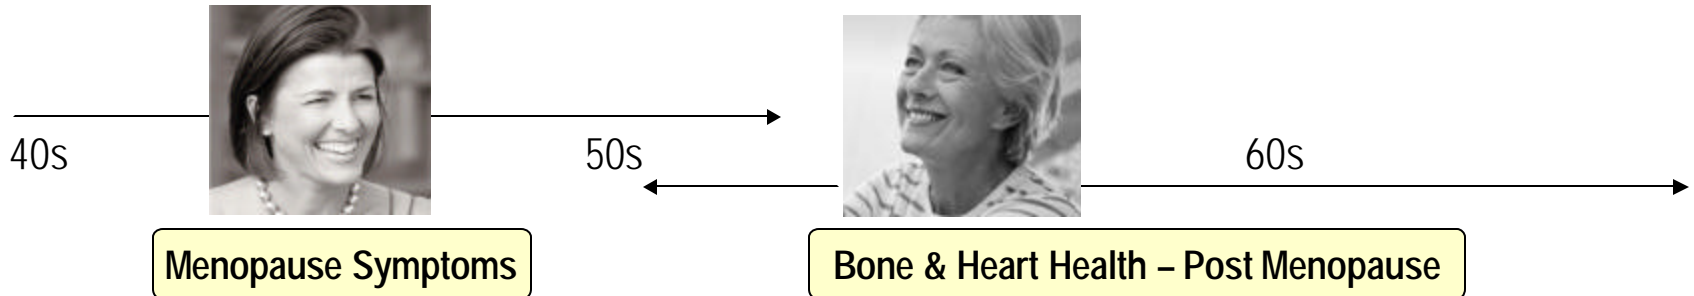 40s
50s
60s
Menopause Symptoms
Bone & Heart Health – Post Menopause